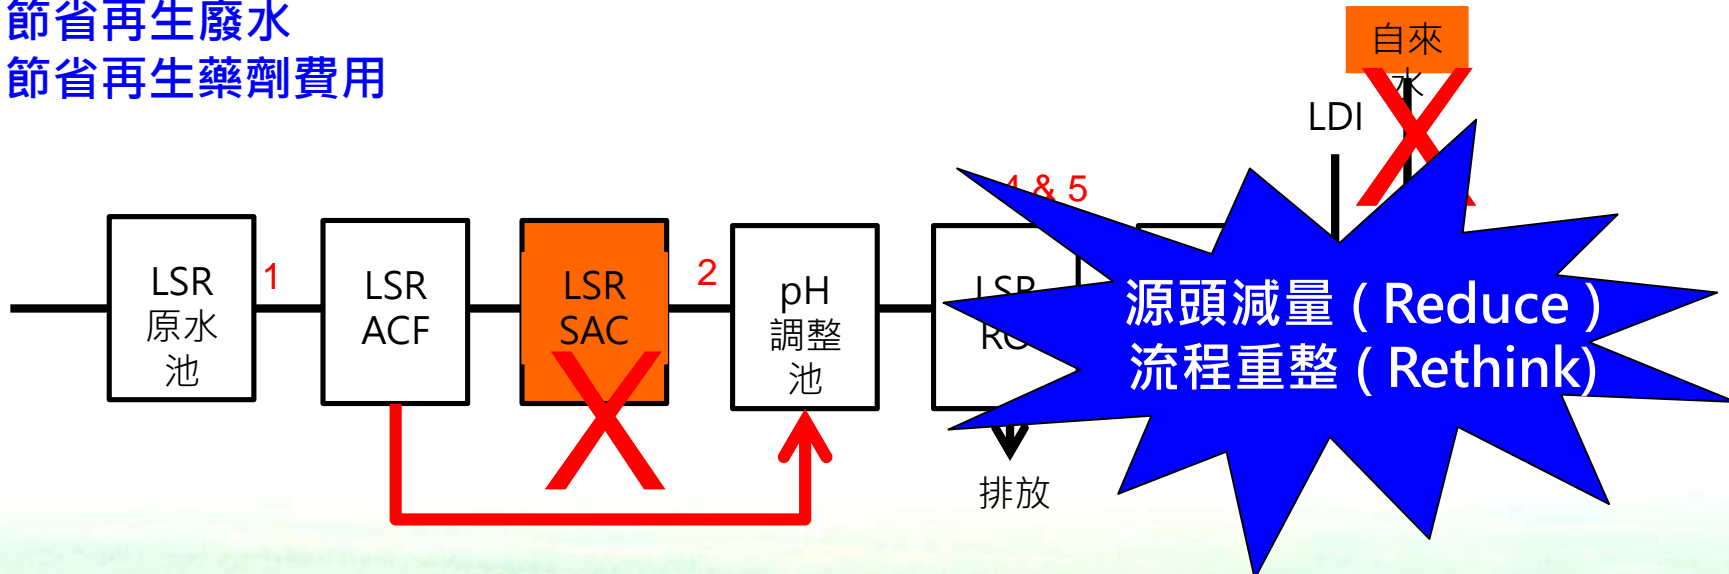 節省再生廢水
節省再生藥劑費用
自來
水
LDI
4 & 5
LSR
原水
池
1
LSR
ACF
LSR
SAC
2
pH
調整
池
LSR
RO
源頭減量 ( Reduce )
流程重整 ( Rethink)
排放